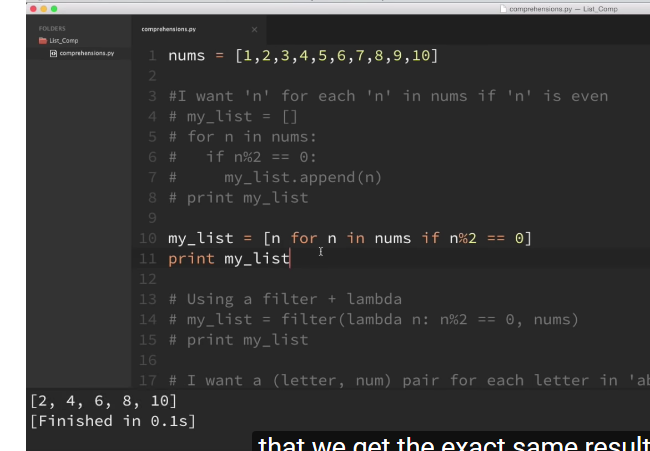 comprehensions.py — List_Comp
FOLDERS
List_Comp
comprehensions.py
comprehensions.py ×
1 nums = [1,2,3,4,5,6,7,8,9,10]
2
3 #I want 'n' for each 'n' in nums if 'n' is even
4 # my_list = []
5 # for n in nums:
6 #   if n%2 == 0:
7 #     my_list.append(n)
8 # print my_list
9
10 my_list = [n for n in nums if n%2 == 0]
11 print my_list
12
13 # Using a filter + lambda
14 # my_list = filter(lambda n: n%2 == 0, nums)
15 # print my_list
16
17 # I want a (letter, num) pair for each letter in 'ab
[2, 4, 6, 8, 10]
[Finished in 0.1s]
that we get the exact same result